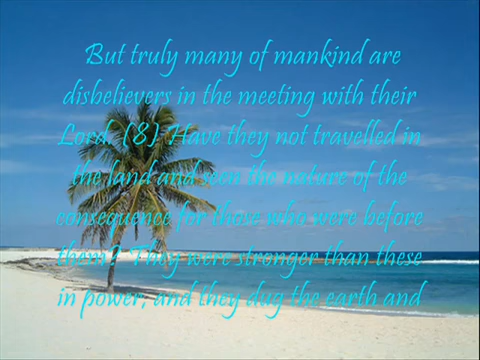 But truly many of mankind are
disbelievers in the meeting with their
Lord. (8) Have they not travelled in
the land and seen the nature of the
consequence for those who were before
them? They were stronger than these
in power, and they dug the earth and